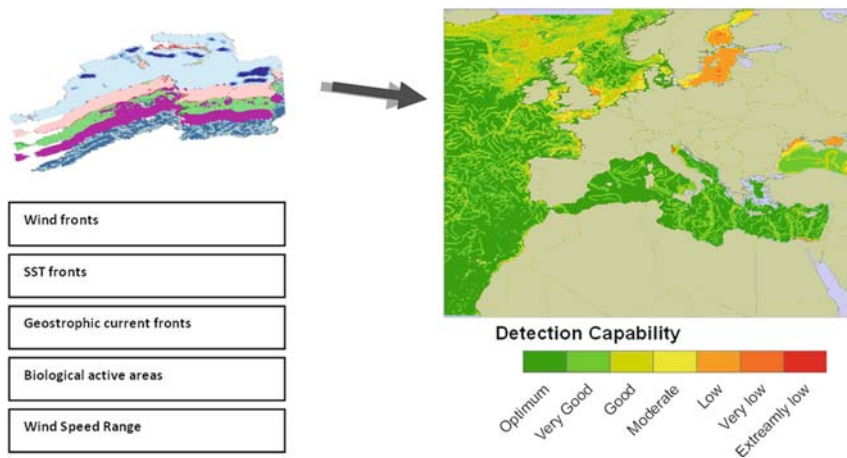 Wind fronts
SST fronts
Geostrophic current fronts
Biological active areas
Wind Speed Range
Detection Capability
Optimum
Very Good
Good
Moderate
Low
Very low
Extreamly low